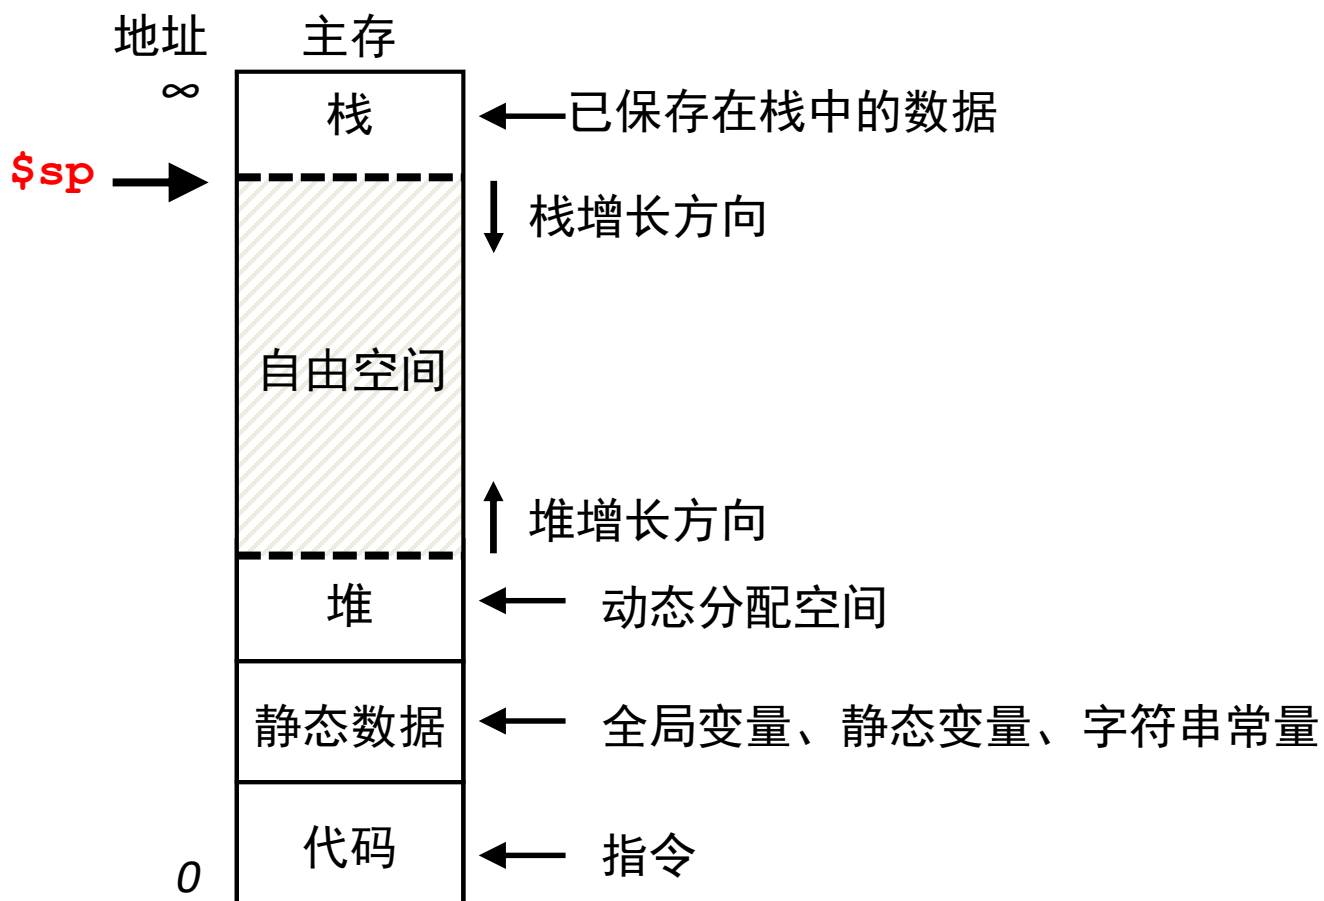 地址 主存
∞
栈 已保存在栈中的数据
$sp
栈增长方向
自由空间
堆增长方向
堆 动态分配空间
静态数据 全局变量、静态变量、字符串常量
代码 指令
0